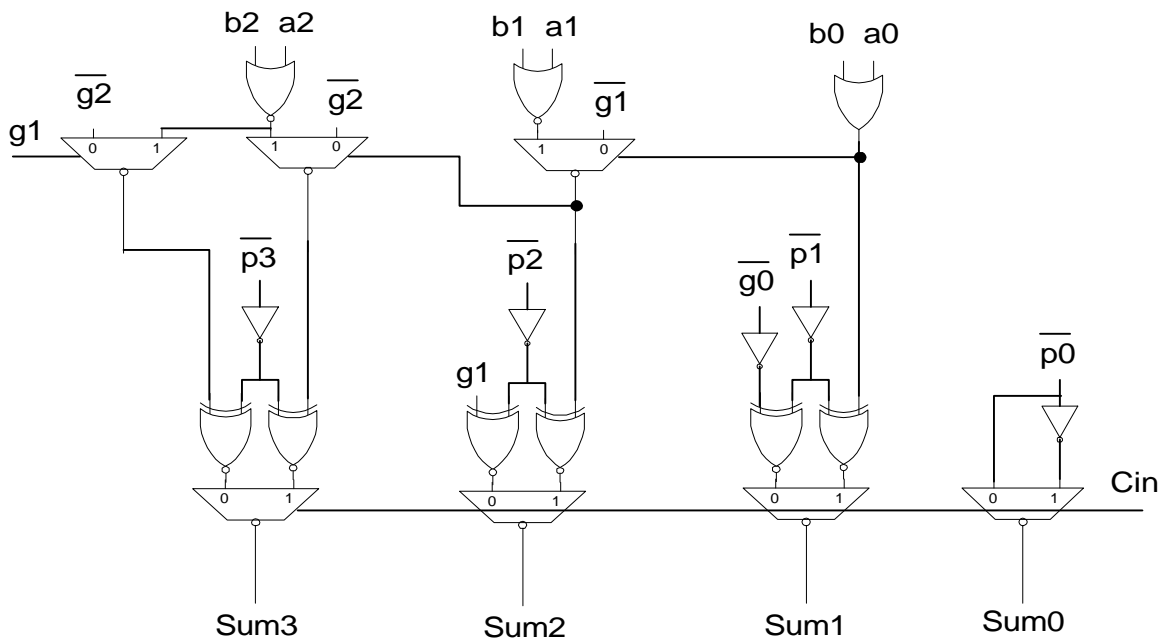 b2 a2
b1 a1
b0 a0
g2̅
g2̅
g1̅
g1
0 1
1 0
1 0
p3̅
p2̅
g0̅
p1̅
p0̅
g1
0 1
0 1
0 1
0 1
Cin
Sum3
Sum2
Sum1
Sum0